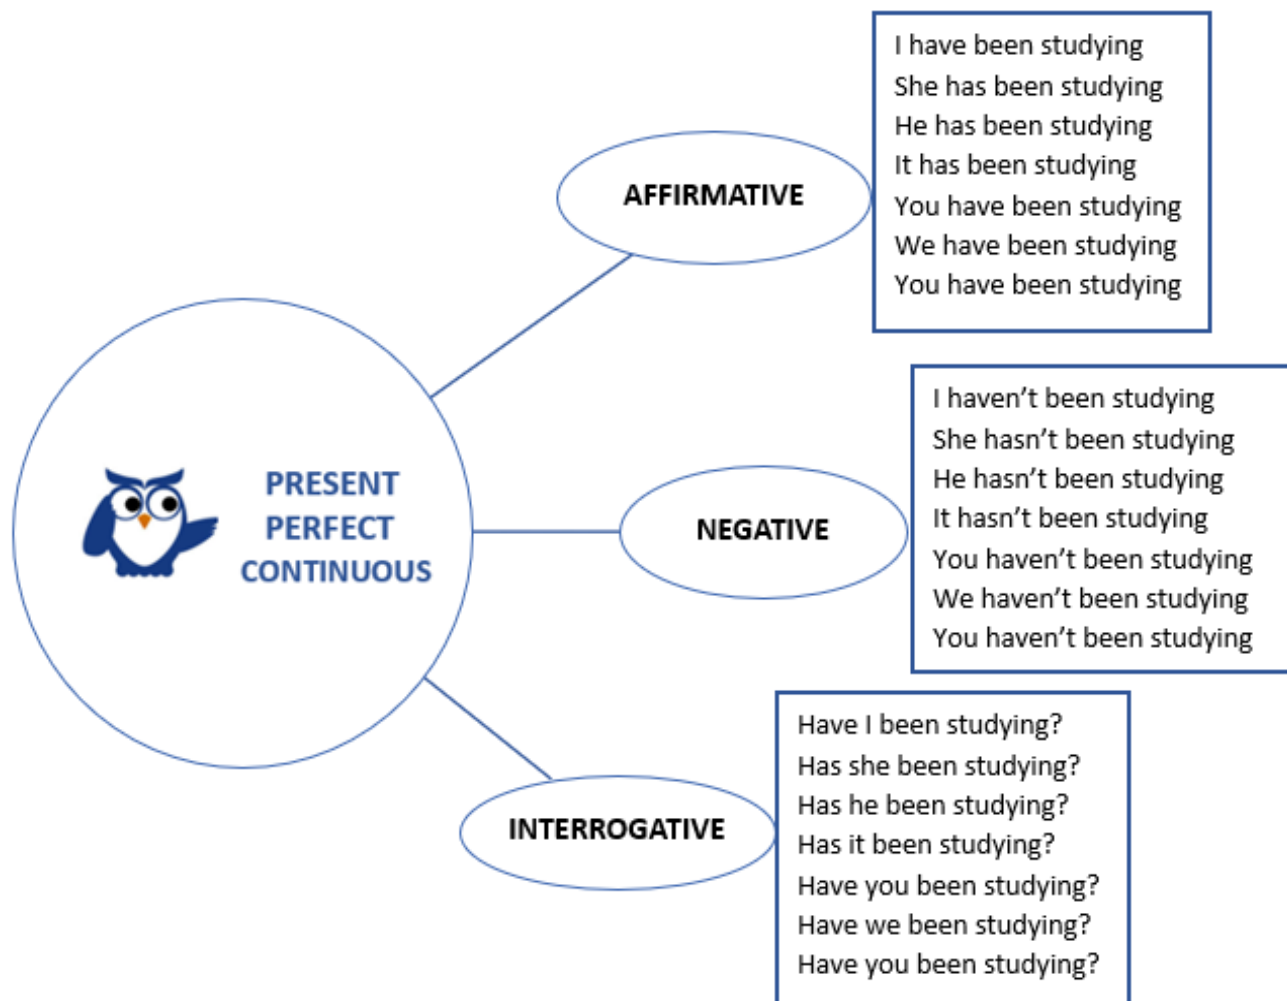 PRESENT
PERFECT
CONTINUOUS
AFFIRMATIVE
I have been studying
She has been studying
He has been studying
It has been studying
You have been studying
We have been studying
You have been studying
NEGATIVE
I haven’t been studying
She hasn’t been studying
He hasn’t been studying
It hasn’t been studying
You haven’t been studying
We haven’t been studying
You haven’t been studying
INTERROGATIVE
Have I been studying?
Has she been studying?
Has he been studying?
Has it been studying?
Have you been studying?
Have we been studying?
Have you been studying?